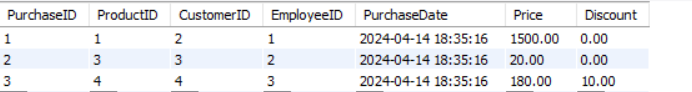 PurchaseID ProductID CustomerID EmployeeID PurchaseDate Price Discount
1 1 2 1 2024-04-14 18:35:16 1500.00 0.00
2 3 3 2 2024-04-14 18:35:16 20.00 0.00
3 4 4 3 2024-04-14 18:35:16 180.00 10.00